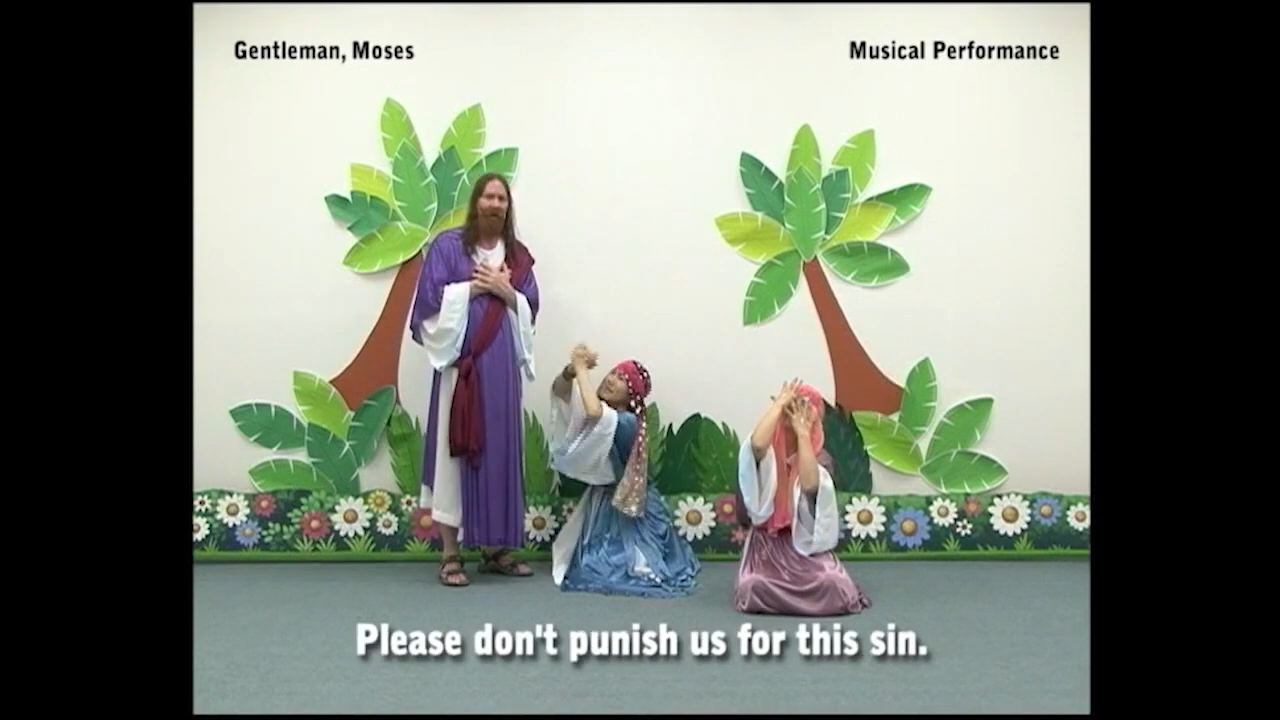 Gentleman, Moses
Musical Performance
Please don't punish us for this sin.